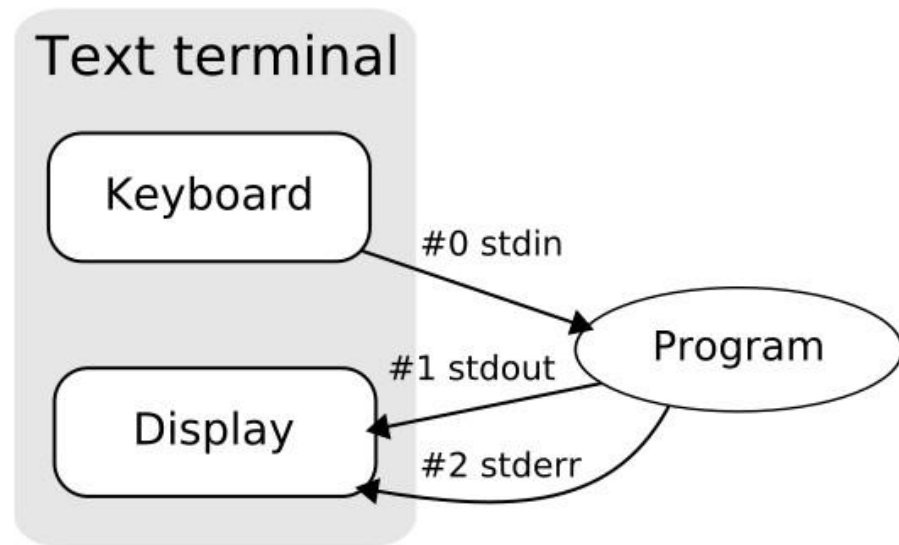 Text terminal
Keyboard
#0 stdin
Program
#1 stdout
Display
#2 stderr